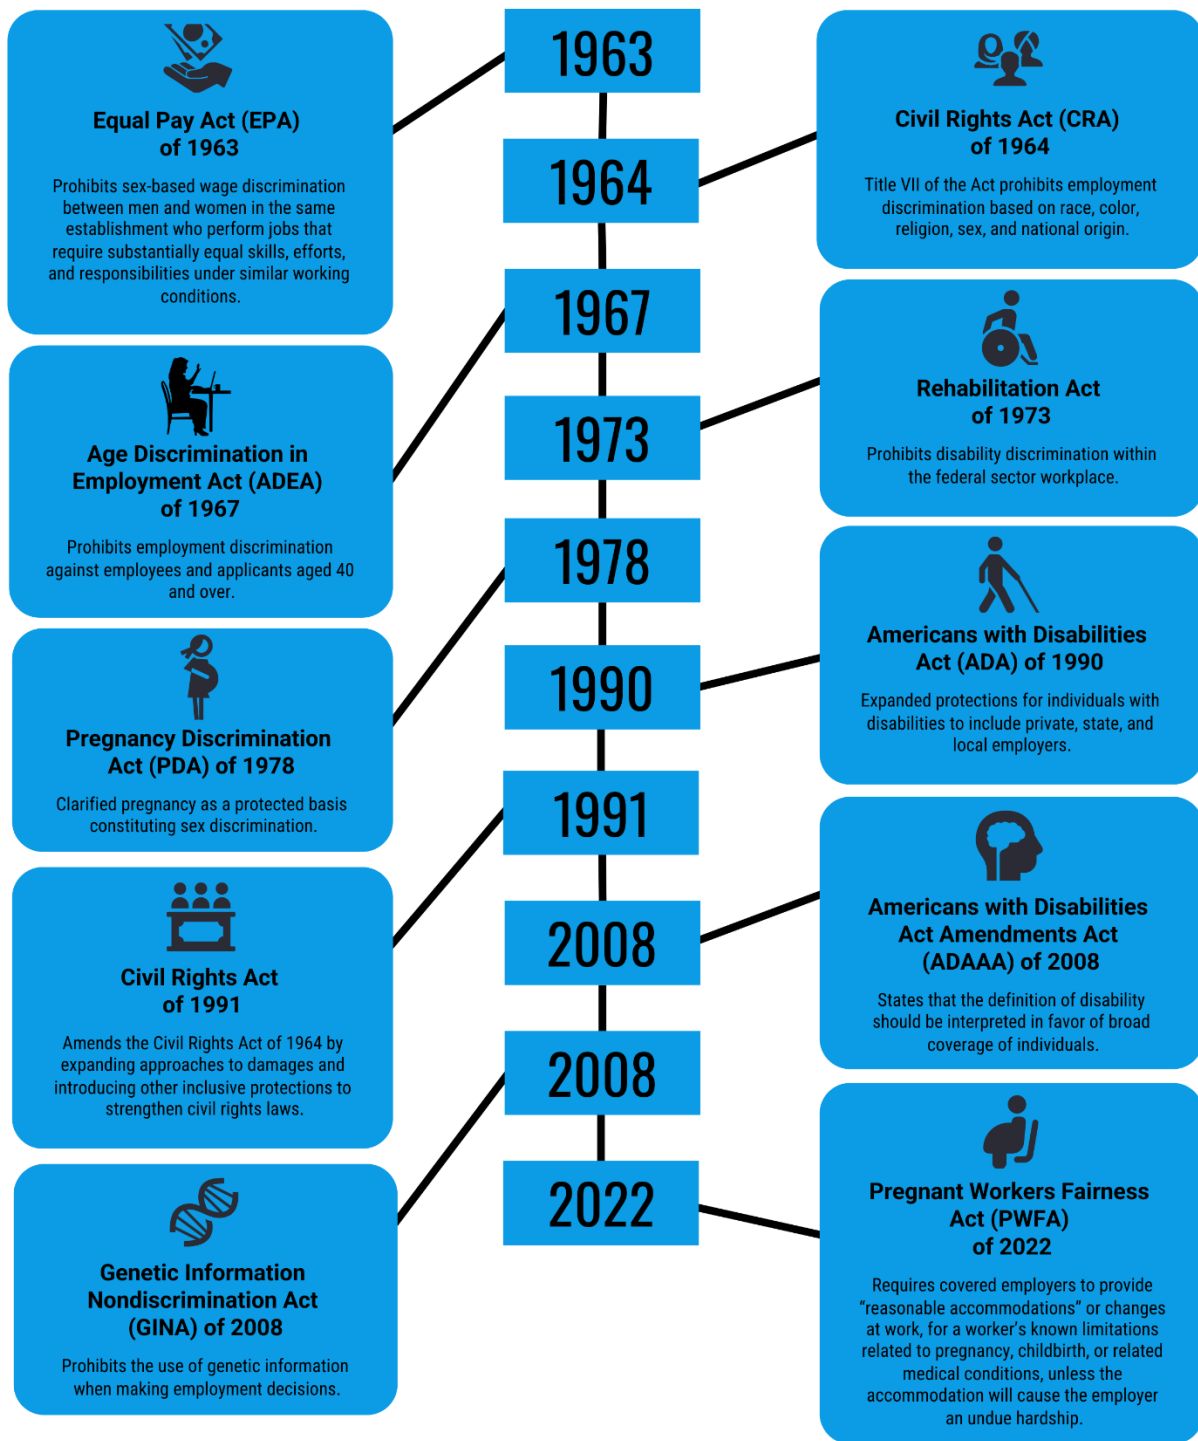 1963
Equal Pay Act (EPA)
of 1963
Prohibits sex-based wage discrimination
between men and women in the same
establishment who perform jobs that
require substantially equal skills, efforts,
and responsibilities under similar working
conditions.
1964
Civil Rights Act (CRA)
of 1964
Title VII of the Act prohibits employment
discrimination based on race, color,
religion, sex, and national origin.
1967
Age Discrimination in
Employment Act (ADEA)
of 1967
Prohibits employment discrimination
against employees and applicants aged 40
and over.
1973
Rehabilitation Act
of 1973
Prohibits disability discrimination within
the federal sector workplace.
1978
Pregnancy Discrimination
Act (PDA) of 1978
Clarified pregnancy as a protected basis
constituting sex discrimination.
1990
Americans with Disabilities
Act (ADA) of 1990
Expanded protections for individuals with
disabilities to include private, state, and
local employers.
1991
Civil Rights Act
of 1991
Amends the Civil Rights Act of 1964 by
expanding approaches to damages and
introducing other inclusive protections to
strengthen civil rights laws.
2008
Americans with Disabilities
Act Amendments Act
(ADAAA) of 2008
States that the definition of disability
should be interpreted in favor of broad
coverage of individuals.
2008
Genetic Information
Nondiscrimination Act
(GINA) of 2008
Prohibits the use of genetic information
when making employment decisions.
2022
Pregnant Workers Fairness
Act (PWFA)
of 2022
Requires covered employers to provide
“reasonable accommodations” or changes
at work, for a worker’s known limitations
related to pregnancy, childbirth, or related
medical conditions, unless the
accommodation will cause the employer
an undue hardship.